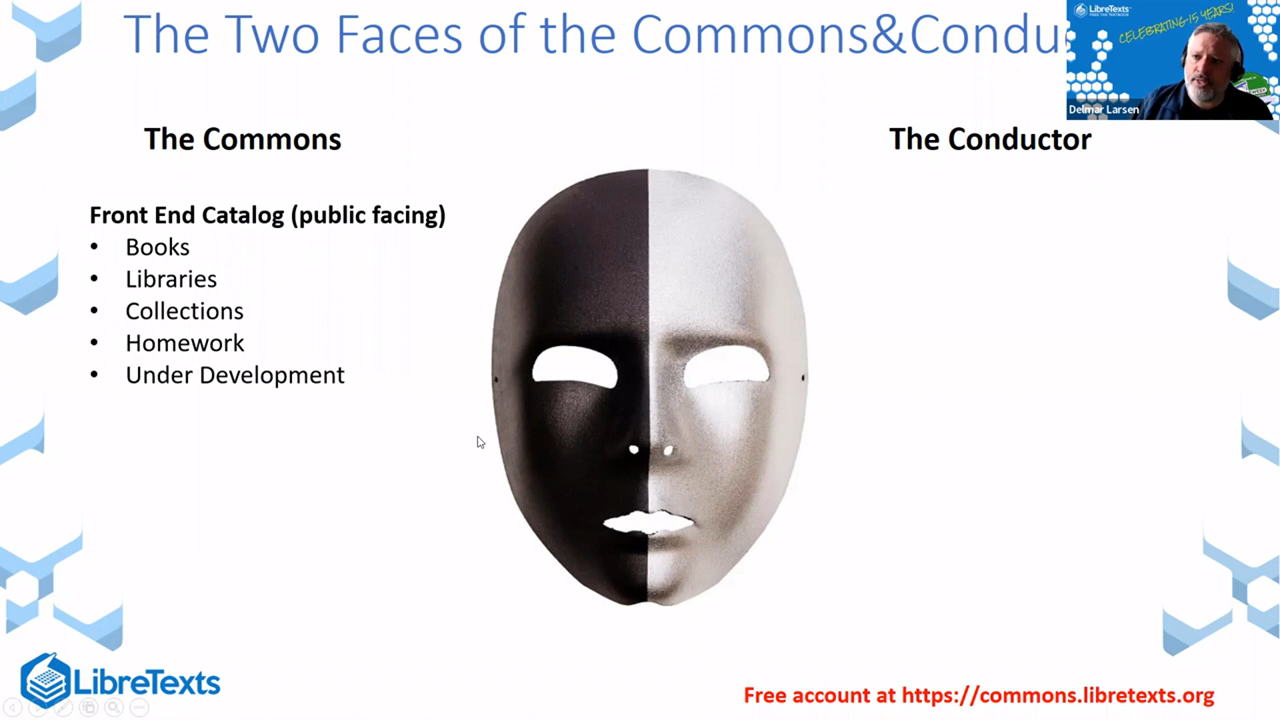 The Two Faces of the Commons&Condu
LibreTexts
CELEBRATING 15 YEARS!
Delmar Larsen
The Commons
The Conductor
Front End Catalog (public facing)
• Books
• Libraries
• Collections
• Homework
• Under Development
LibreTexts
Free account at https://commons.libretexts.org